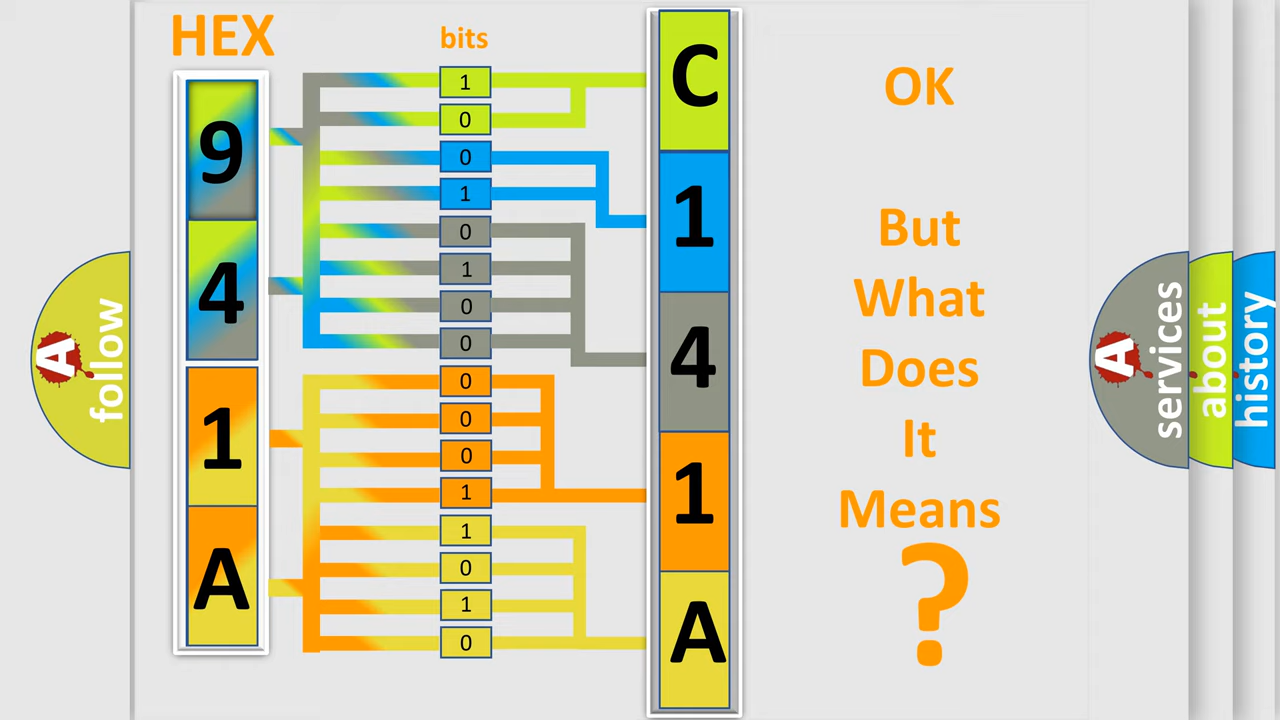 HEX
bits
9
4
1
A
1
0
0
1
0
1
0
0
0
0
0
1
1
0
1
0
C
1
4
1
A
OK
But
What
Does
It
Means
?
A
follow
A
services
about
history